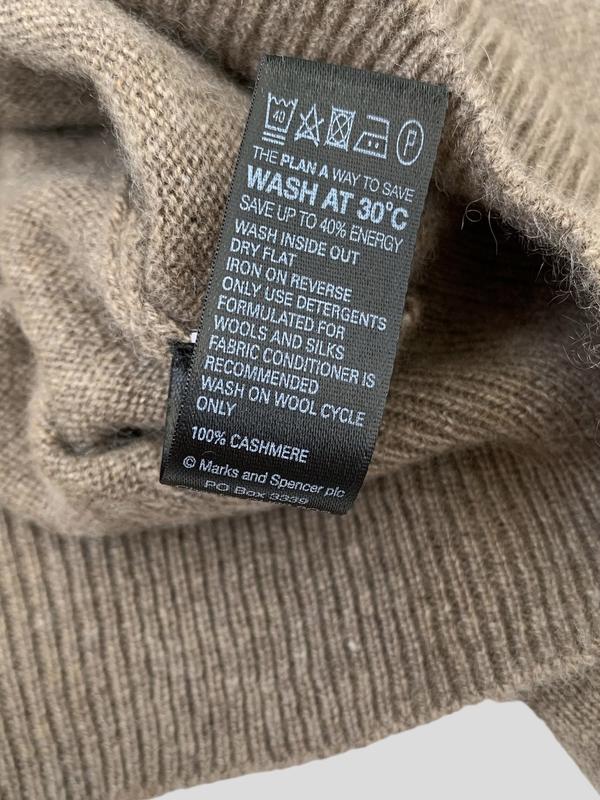 40 P
THE PLAN A WAY TO SAVE
WASH AT 30°C
SAVE UP TO 40% ENERGY
WASH INSIDE OUT
DRY FLAT
IRON ON REVERSE
ONLY USE DETERGENTS
FORMULATED FOR
WOOLS AND SILKS
FABRIC CONDITIONER IS
RECOMMENDED
WASH ON WOOL CYCLE
ONLY
100% CASHMERE
© Marks and Spencer plc
PO Box 3339